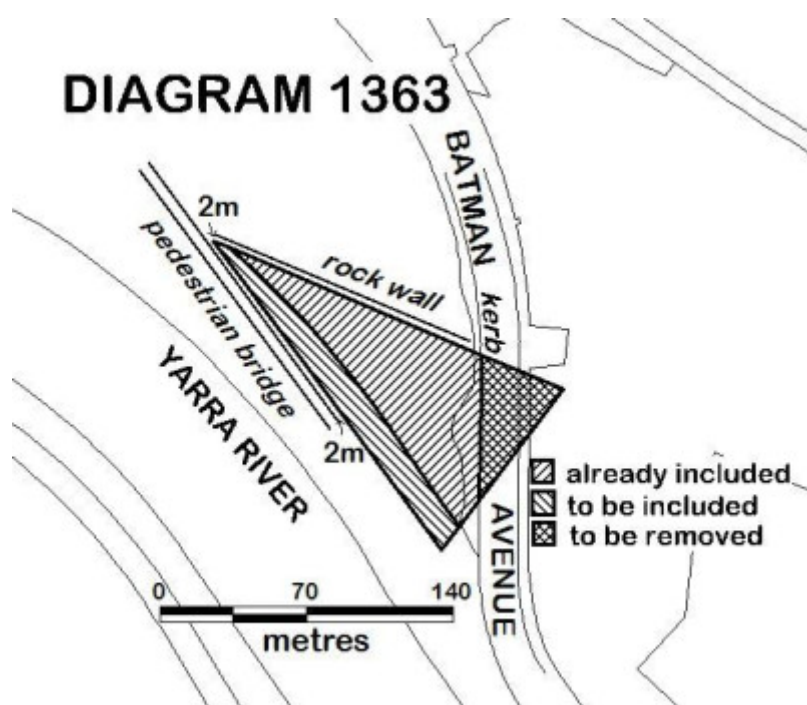 DIAGRAM 1363
BATMAN
2m
rock wall
kerb
pedestrian bridge
YARRA RIVER
2m
already included
to be included
to be removed
AVENUE
0 70 140
metres